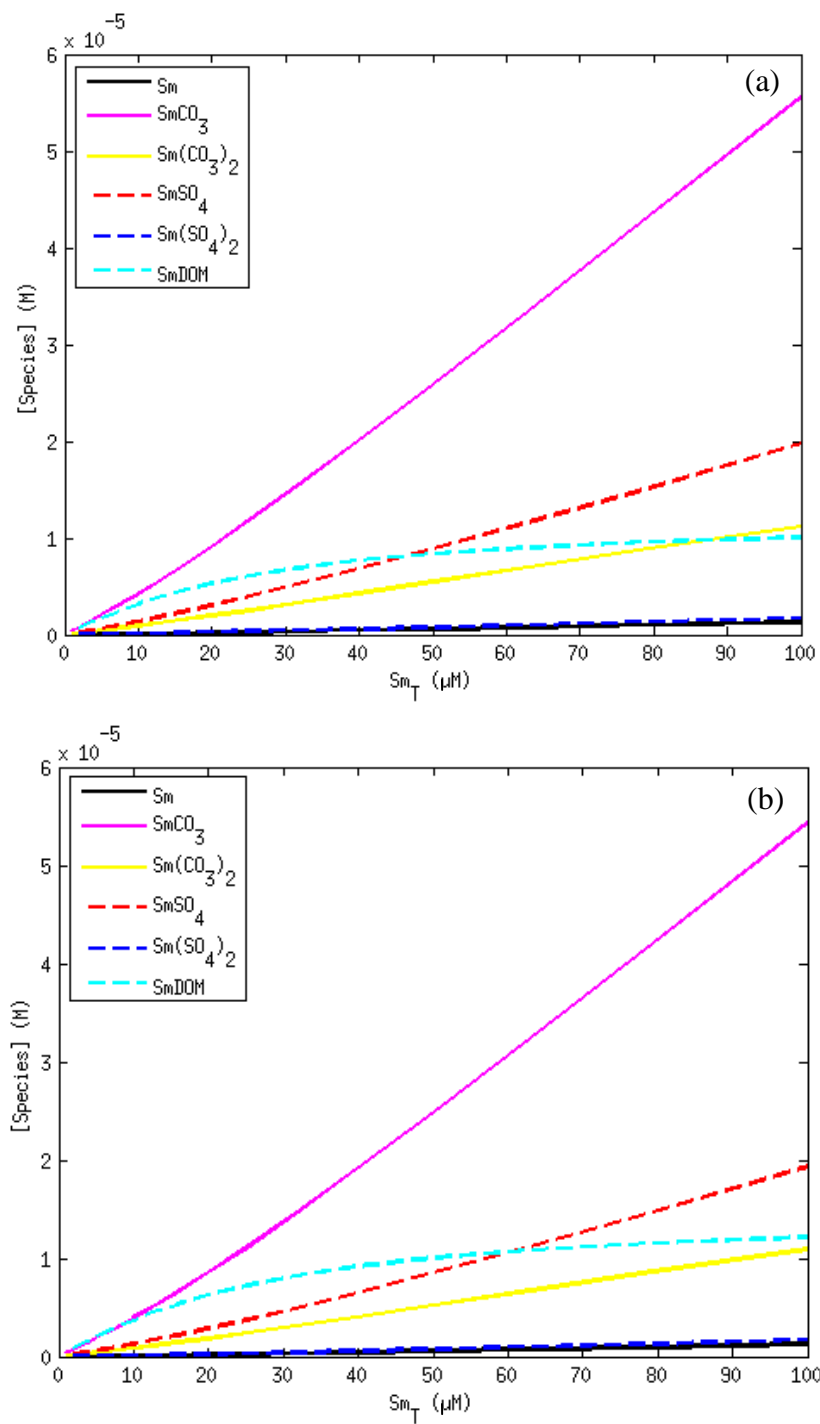 × 10
-5
(a)
6
5
4
3
2
1
0
[Species] (M)
Sm
SmCO3
Sm(CO3)2
SmSO4
Sm(SO4)2
SmDOM
0 10 20 30 40 50 60 70 80 90 100
SmT (μM)
× 10
-5
(b)
6
5
4
3
2
1
0
[Species] (M)
Sm
SmCO3
Sm(CO3)2
SmSO4
Sm(SO4)2
SmDOM
0 10 20 30 40 50 60 70 80 90 100
SmT (μM)